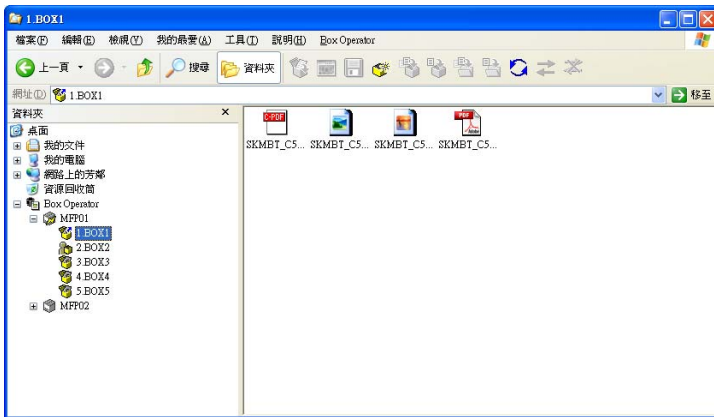 1.BOX1
檔案(F) 編輯(E) 檢視(V) 我的最愛(A) 工具(T) 說明(H) Box Operator
上一頁 搜尋 資料夾
網址(D) 1.BOX1 移至
資料夾 ×
桌面
我的文件
我的電腦
網路上的芳鄰
資源回收筒
Box Operator
MFP01
1.BOX1
2.BOX2
3.BOX3
4.BOX4
5.BOX5
MFP02
C-PDF PDF Adobe
SKMBT_C5... SKMBT_C5... SKMBT_C5... SKMBT_C5...